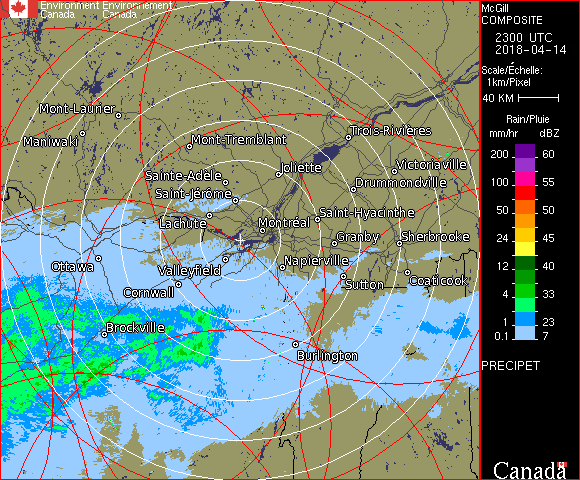 Environment Environnement
Canada Canada
McGill
COMPOSITE
2300 UTC
2018-04-14
Scale/Échelle:
1km/Pixel
40 KM
Rain/Pluie
mm/hr dBZ
200 60
100 55
50 50
24 45
12 40
4 33
1 23
0.1 7
PRECIPET
Canada
Mont-Laurier
Maniwaki
Mont-Tremblant
Trois-Rivières
Joliette
Victoriaville
Sainte-Adèle
Drummondville
Saint-Jérôme
Lachute
Saint-Hyacinthe
Montréal
Granby
Sherbrooke
Ottawa
Valleyfield
Napierville
Cornwall
Sutton
Coaticook
Brockville
Burlington